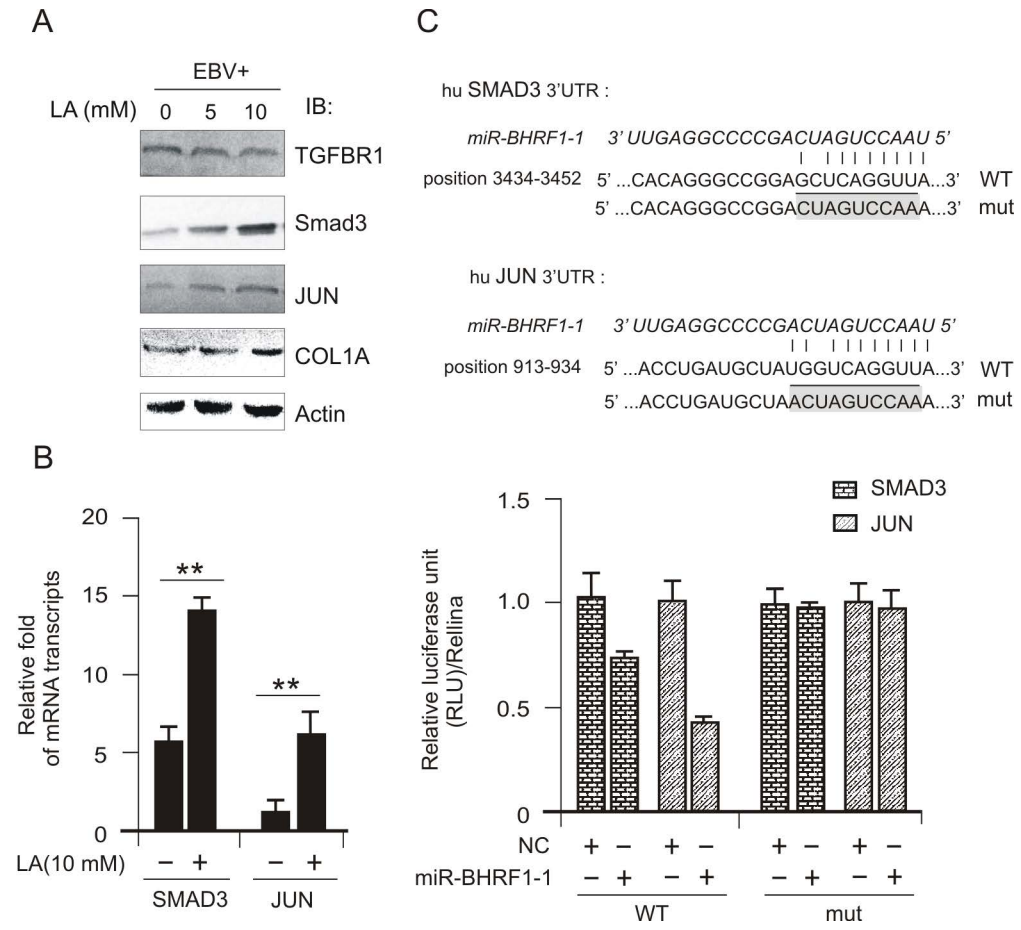 A
EBV+
LA (mM) 0 5 10 IB:
TGFBR1
Smad3
JUN
COL1A
Actin
B
20
15
10
5
0
Relative fold
of mRNA transcripts
**
**
LA(10 mM) – + – +
SMAD3 JUN
C
hu SMAD3 3'UTR :
miR-BHRF1-1 3' UUGAGGCCCCGACUAGUCCAAU 5'
position 3434-3452 5' ...CACAGGGCCGGAGCUCAGGUUA...3' WT
5' ...CACAGGGCCGGACUAGUCCAAA...3' mut
hu JUN 3'UTR :
miR-BHRF1-1 3' UUGAGGCCCCGACUAGUCCAAU 5'
position 913-934 5' ...ACCUGAUGCUAUGGUCAGGUUA...3' WT
5' ...ACCUGAUGCUAACUAGUCCAAA...3' mut
SMAD3
JUN
1.5
1.0
0.5
0
Relative luciferase unit
(RLU)/Rellina
NC + – + – + – + –
miR-BHRF1-1 – + – + – + – +
WT mut